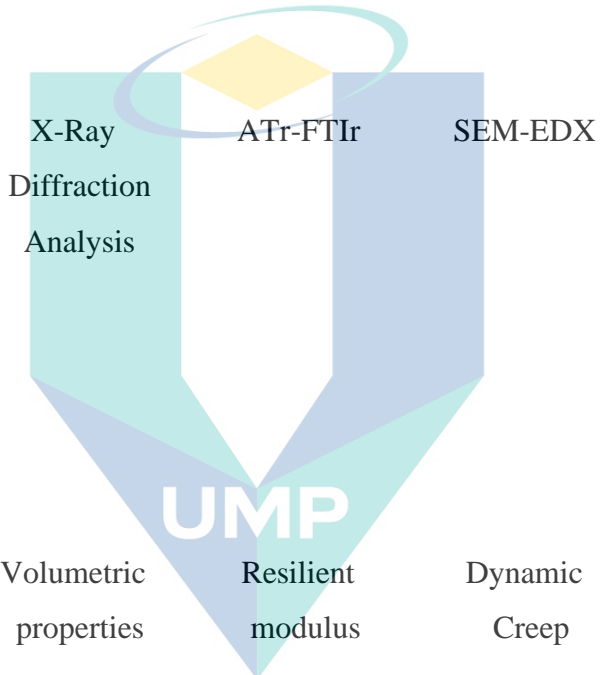 X-Ray ATr-FTIr SEM-EDX
Diffraction
Analysis
UMP
Volumetric Resilient Dynamic
properties modulus Creep